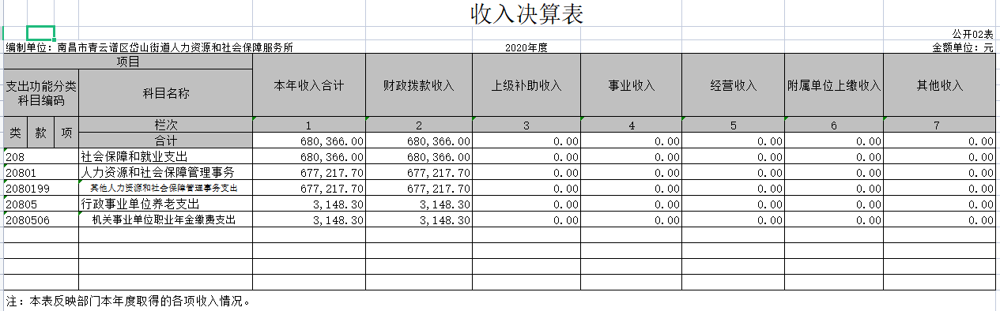 收入决算表
公开02表
编制单位：南昌市青云谱区岱山街道人力资源和社会保障服务所 2020年度 金额单位：元
项目 本年收入合计 财政拨款收入 上级补助收入 事业收入 经营收入 附属单位上缴收入 其他收入
支出功能分类科目编码 科目名称
类 款 项 栏次 1 2 3 4 5 6 7
合计 680,366.00 680,366.00 0.00 0.00 0.00 0.00 0.00
208 社会保障和就业支出 680,366.00 680,366.00 0.00 0.00 0.00 0.00 0.00
20801 人力资源和社会保障管理事务 677,217.70 677,217.70 0.00 0.00 0.00 0.00 0.00
2080199 其他人力资源和社会保障管理事务支出 677,217.70 677,217.70 0.00 0.00 0.00 0.00 0.00
20805 行政事业单位养老支出 3,148.30 3,148.30 0.00 0.00 0.00 0.00 0.00
2080506 机关事业单位职业年金缴费支出 3,148.30 3,148.30 0.00 0.00 0.00 0.00 0.00
注：本表反映部门本年度取得的各项收入情况。